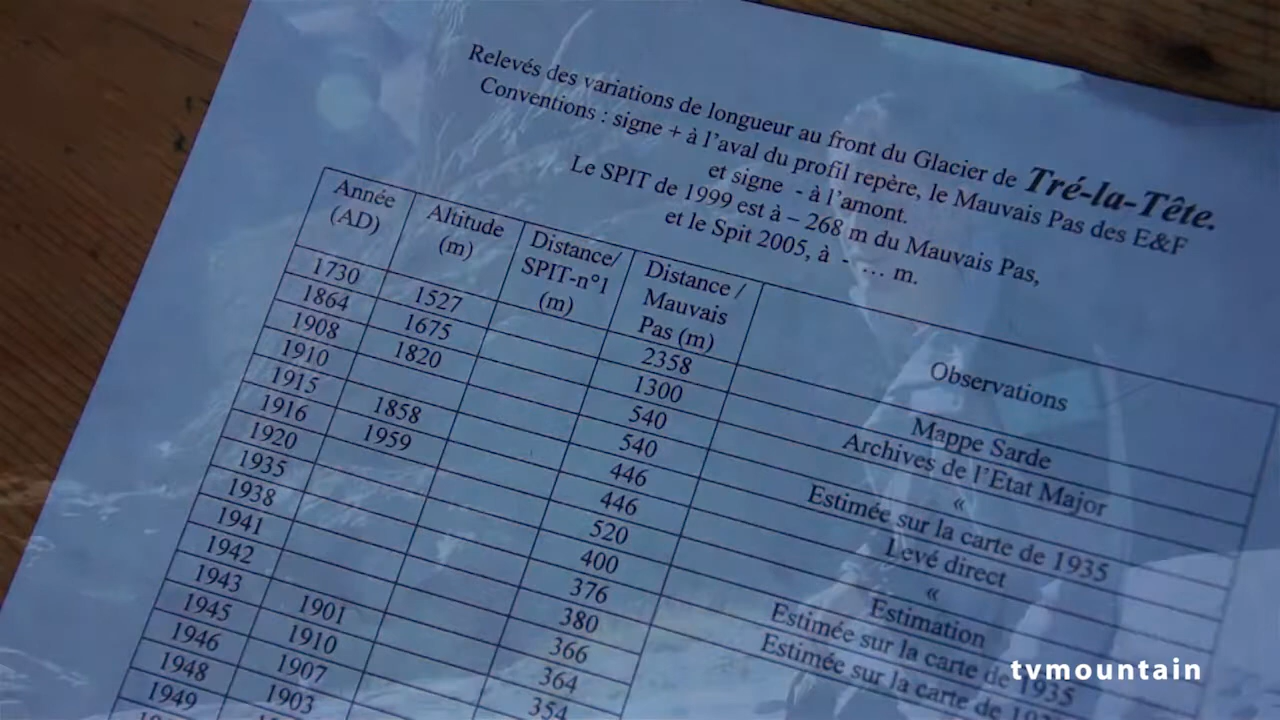 Relevés des variations de longueur au front du Glacier de Tré-la-Tête.
Conventions : signe + à l'aval du profil repère, le Mauvais Pas des E&F
et signe - à l'amont.
Le SPIT de 1999 est à – 268 m du Mauvais Pas,
et le Spit 2005, à - … m.
Année (AD) Altitude (m) Distance/ SPIT-n°1 (m) Distance / Mauvais Pas (m) Observations
1730 1527 2358 Mappe Sarde
1864 1675 1300 Archives de l'Etat Major
1908 1820 540 «
1910 540 Estimée sur la carte de 1935
1915 1858 446 Levé direct
1916 1959 446 «
1920 520 Estimation
1935 400 Estimée sur la carte de 1935
1938 376 Estimée sur la carte de
1941 380
1942 366
1943 1901 364
1945 1910 354
1946 1907
1948 1903
1949
tvmountain